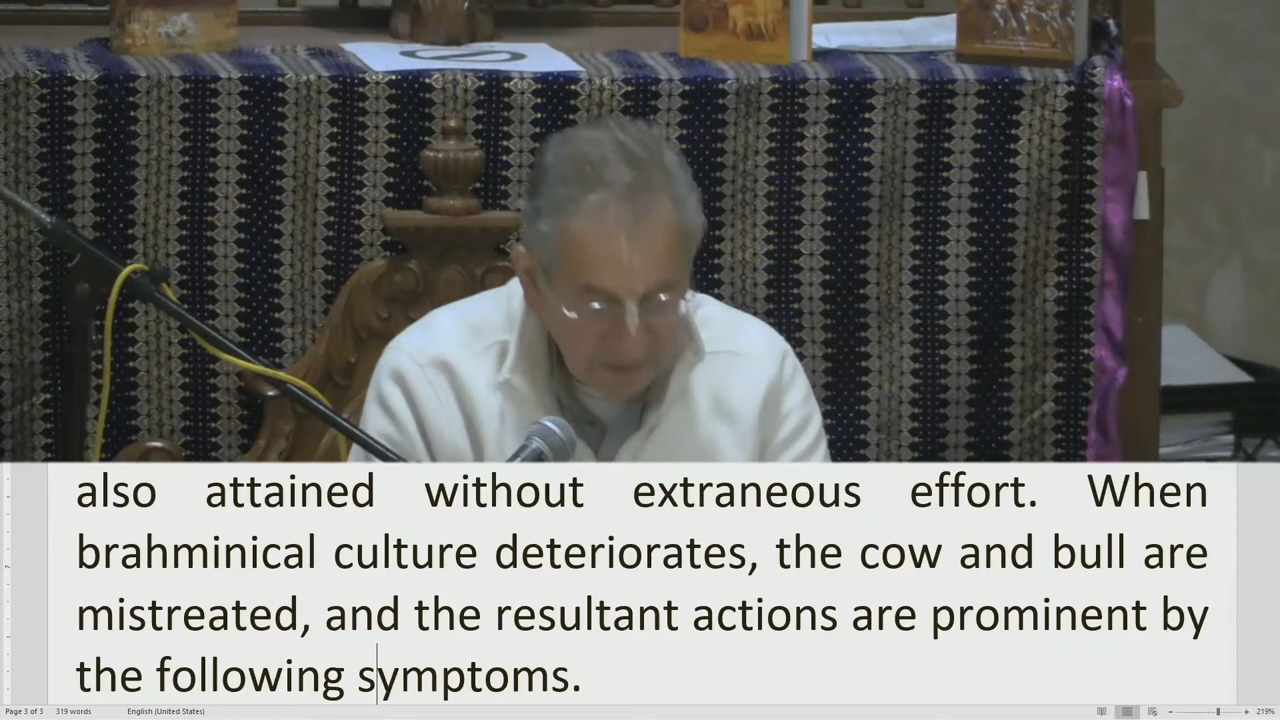 also attained without extraneous effort. When
brahminical culture deteriorates, the cow and bull are
mistreated, and the resultant actions are prominent by
the following symptoms.
Page 3 of 3 319 words English (United States) 219%